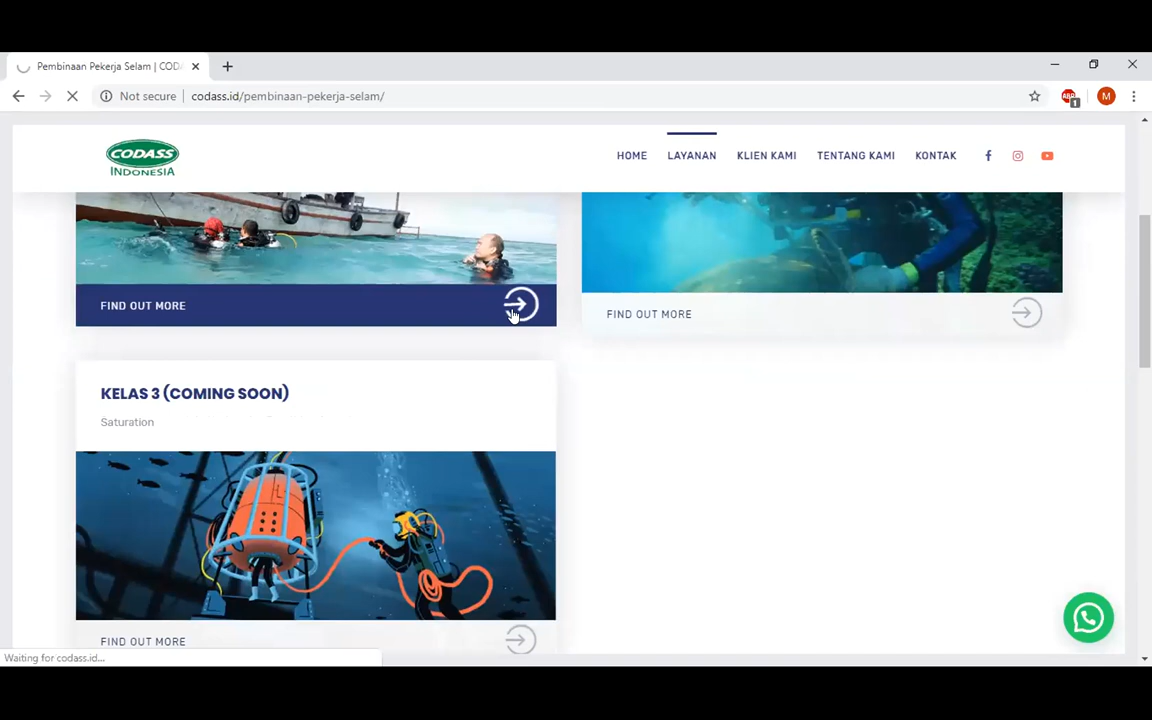 Pembinaan Pekerja Selam | COD
Not secure
codass.id/pembinaan-pekerja-selam/
ABP
1
M
CODASS
INDONESIA
HOME
LAYANAN
KLIEN KAMI
TENTANG KAMI
KONTAK
FIND OUT MORE
FIND OUT MORE
KELAS 3 (COMING SOON)
Saturation
FIND OUT MORE
Waiting for codass.id...